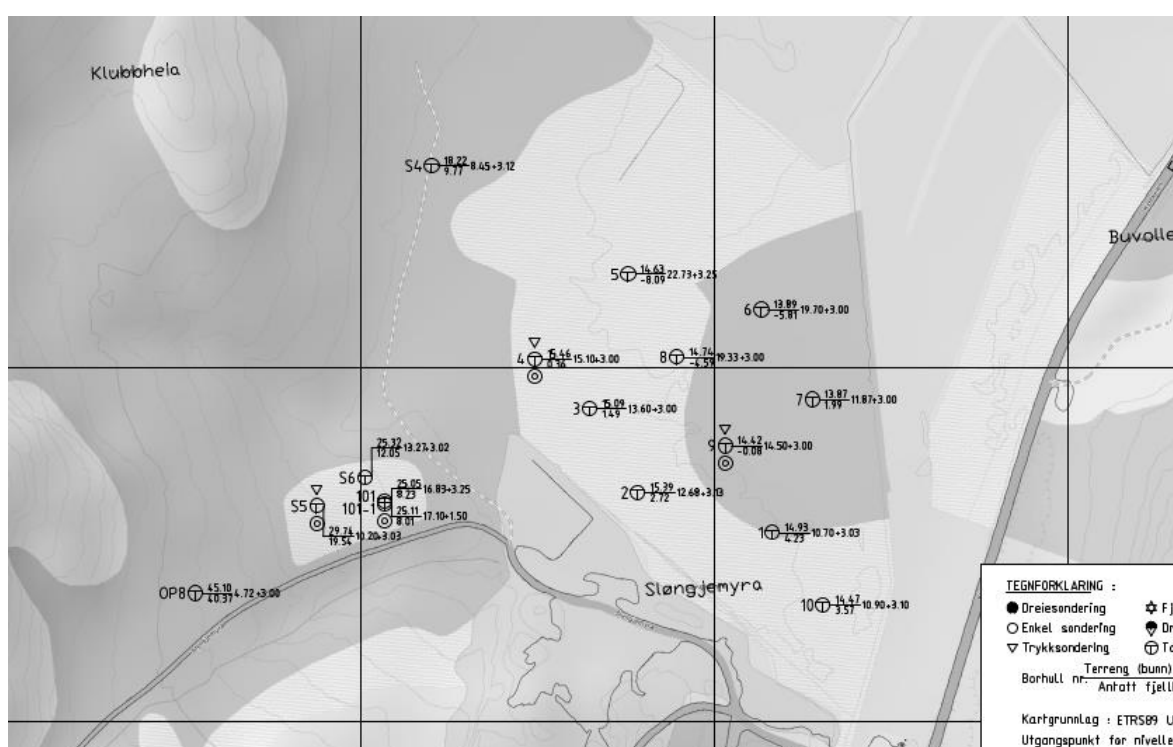 Klubbhela
S4 18.22 8.45+3.12
9.77
Buvolle
5 14.63 22.73+3.25
-8.09
6 13.89 19.70+3.00
-5.81
4 15.46 15.10+3.00
0.36
8 14.74 19.33+3.00
-4.59
7 13.87 11.87+3.00
1.99
3 15.09 13.60+3.00
1.49
9 14.42 14.50+3.00
-0.08
25.32 13.27+3.02
12.05
S6
25.05 16.83+3.25
8.23
101
101-1
25.11 17.10+1.50
8.01
2 15.39 12.68+3.13
2.72
S5
29.74 10.20+3.03
19.54
1 14.93 10.70+3.03
4.23
OP8 45.10 4.72+3.00
40.37
Sløngjemyra
10 14.47 10.90+3.10
3.57
TEGNFORKLARING :
Dreiesondering Fj
Enkel sondering Dr
Trykksondering To
Borhull nr. Terreng (bunn)
Antatt fjell
Kartgrunnlag : ETRS89 U
Utgangspunkt for nivelle